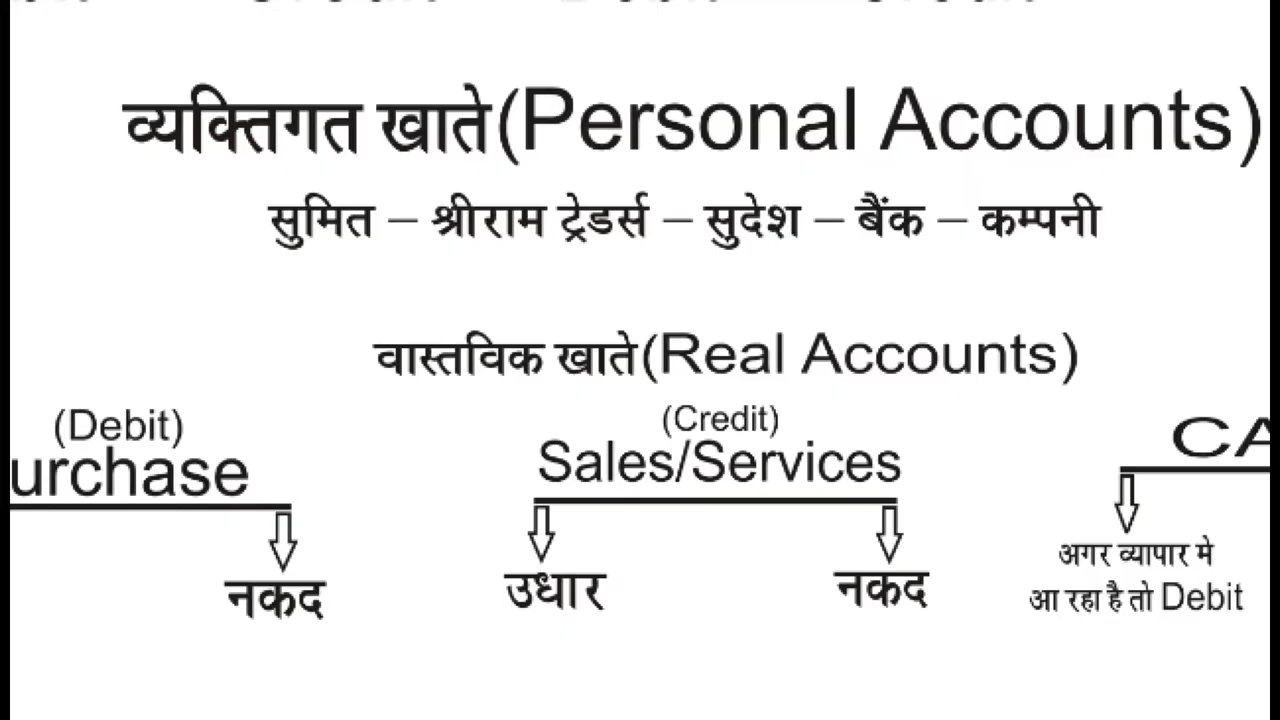 व्यक्तिगत खाते(Personal Accounts)
सुमित – श्रीराम ट्रेडर्स – सुदेश – बैंक – कम्पनी
वास्तविक खाते(Real Accounts)
(Debit)
urchase
नकद
(Credit)
Sales/Services
उधार
नकद
CA
अगर व्यापार मे
आ रहा है तो Debit